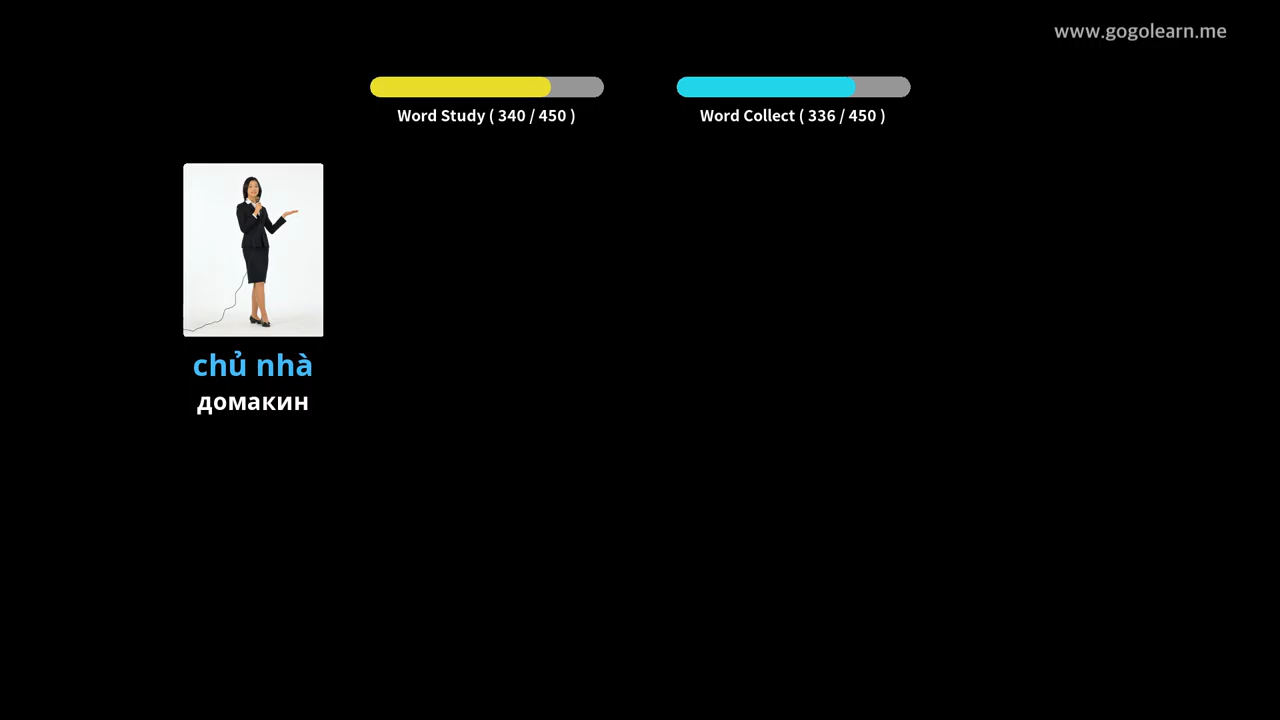 www.gogolearn.me
Word Study ( 340 / 450 )
Word Collect ( 336 / 450 )
chủ nhà
домакин